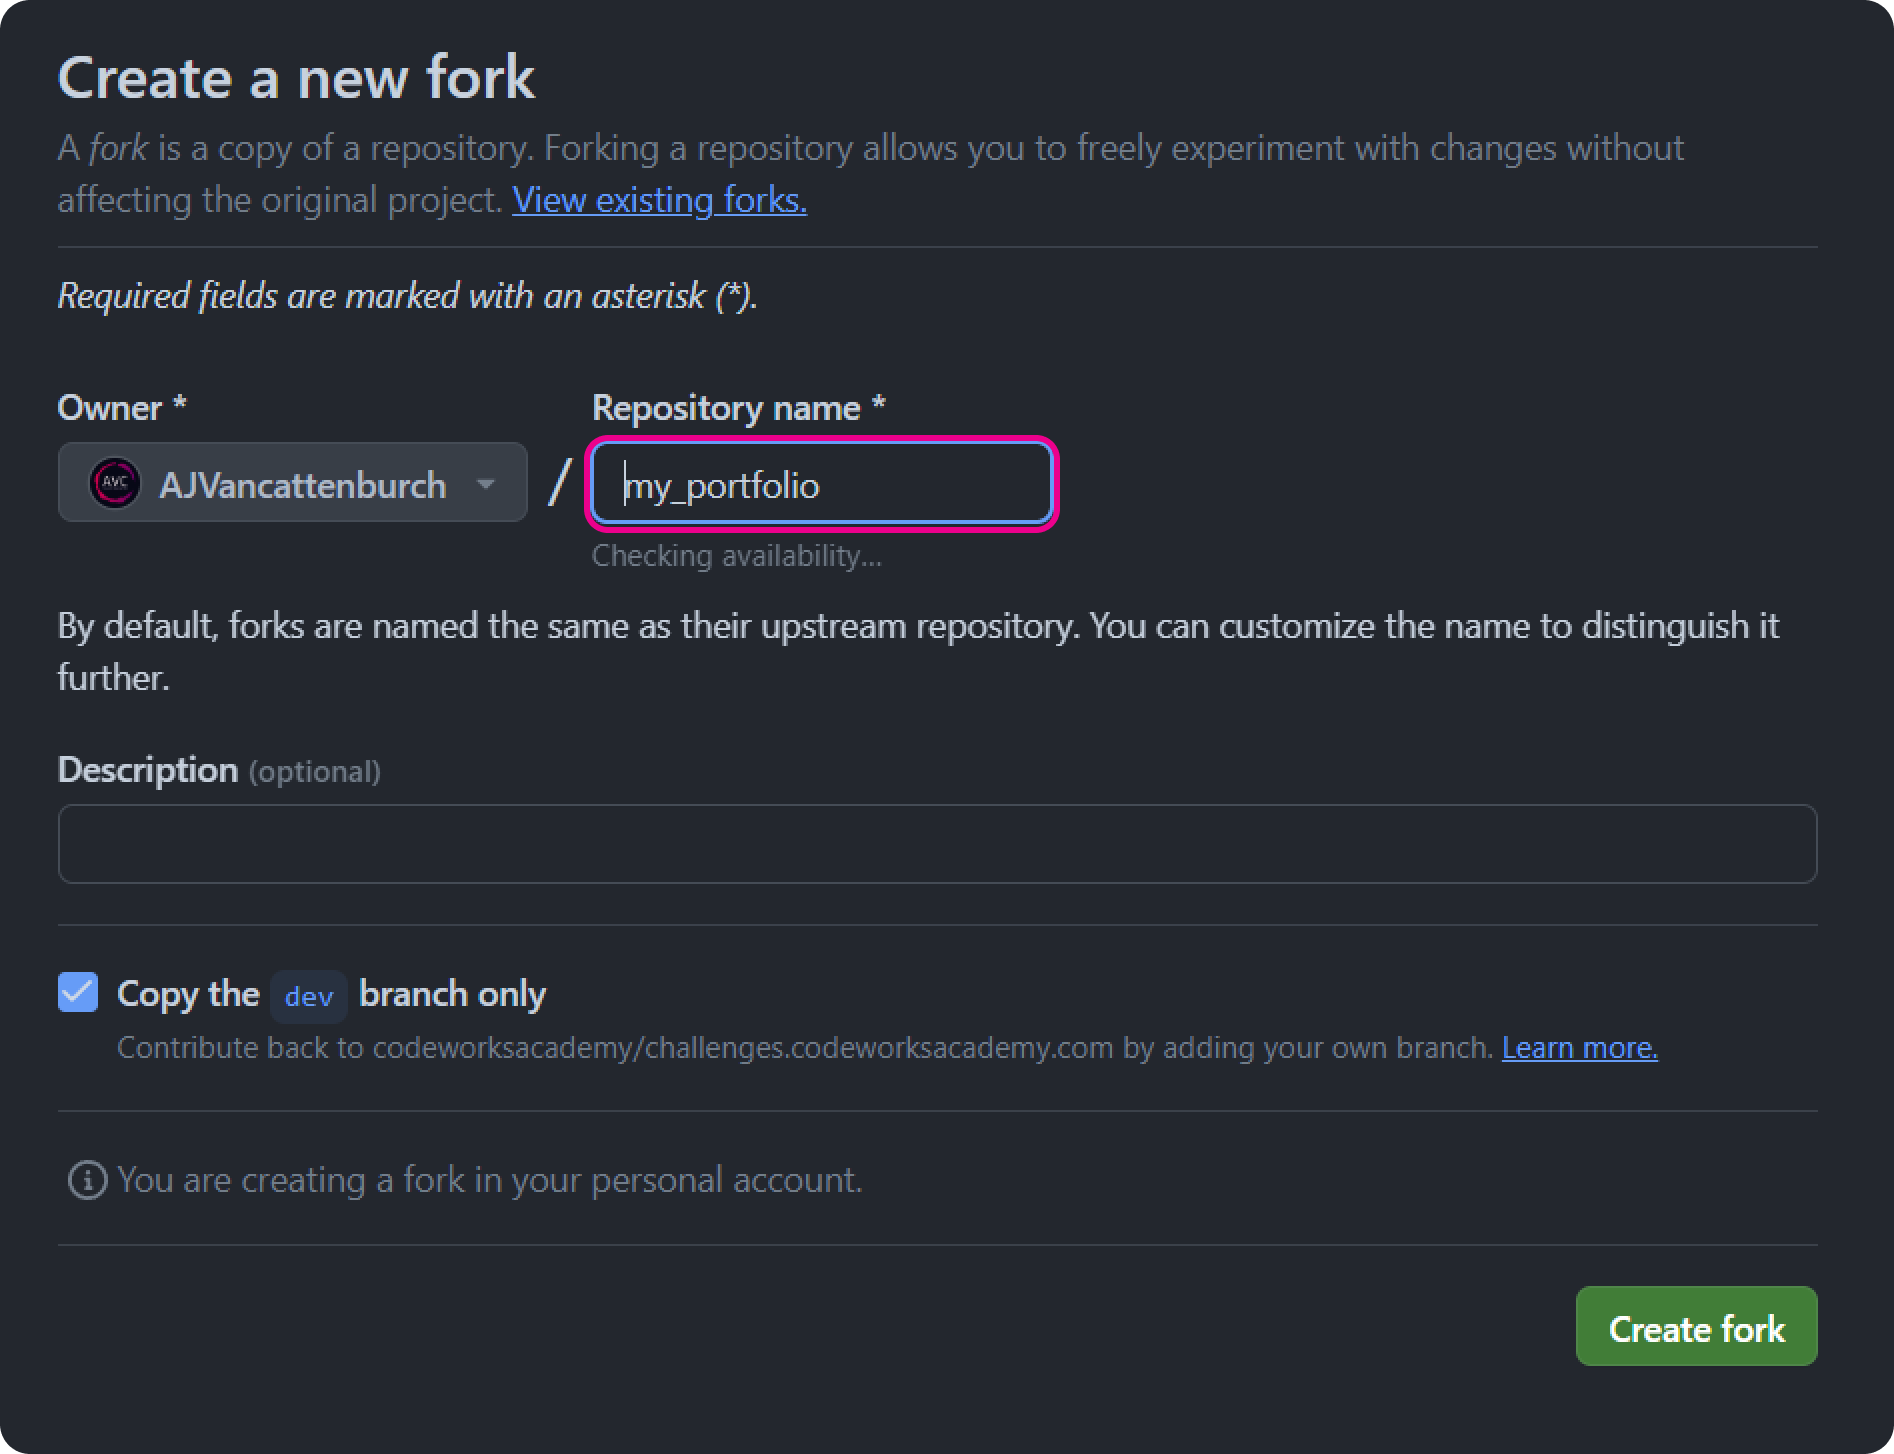 Create a new fork
A fork is a copy of a repository. Forking a repository allows you to freely experiment with changes without
affecting the original project. View existing forks.
Required fields are marked with an asterisk (*).
Owner *
Repository name *
AVC AJVancattenburch / my_portfolio
Checking availability...
By default, forks are named the same as their upstream repository. You can customize the name to distinguish it
further.
Description (optional)
Copy the dev branch only
Contribute back to codeworksacademy/challenges.codeworksacademy.com by adding your own branch. Learn more.
You are creating a fork in your personal account.
Create fork